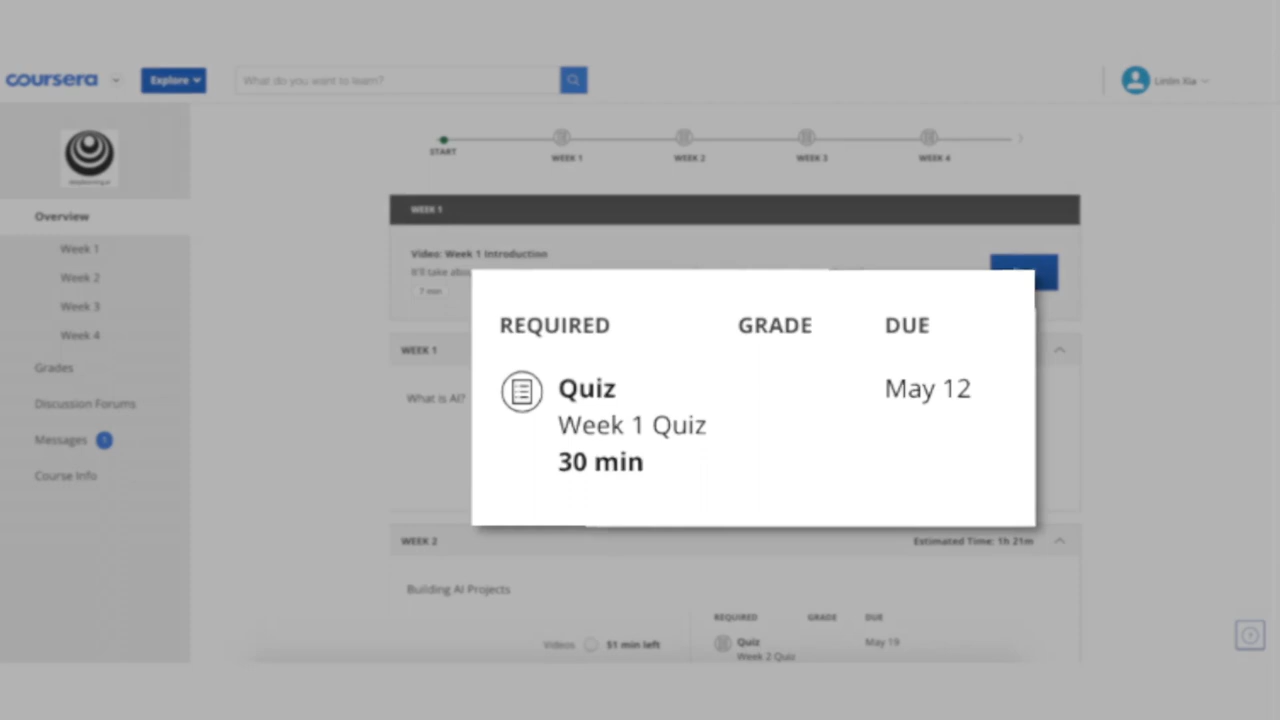 coursera
Explore
What do you want to learn?
Lintin Xia
START
WEEK 1
WEEK 2
WEEK 3
WEEK 4
Overview
Week 1
Week 2
Week 3
Week 4
Grades
Discussion Forums
Messages 1
Course Info
WEEK 1
Video: Week 1 Introduction
It'll take abou
7 min
WEEK 1
What is AI?
REQUIRED GRADE DUE
Quiz May 12
Week 1 Quiz
30 min
WEEK 2 Estimated Time: 1h 21m
Building AI Projects
REQUIRED GRADE DUE
Videos 51 min left
Quiz May 19
Week 2 Quiz